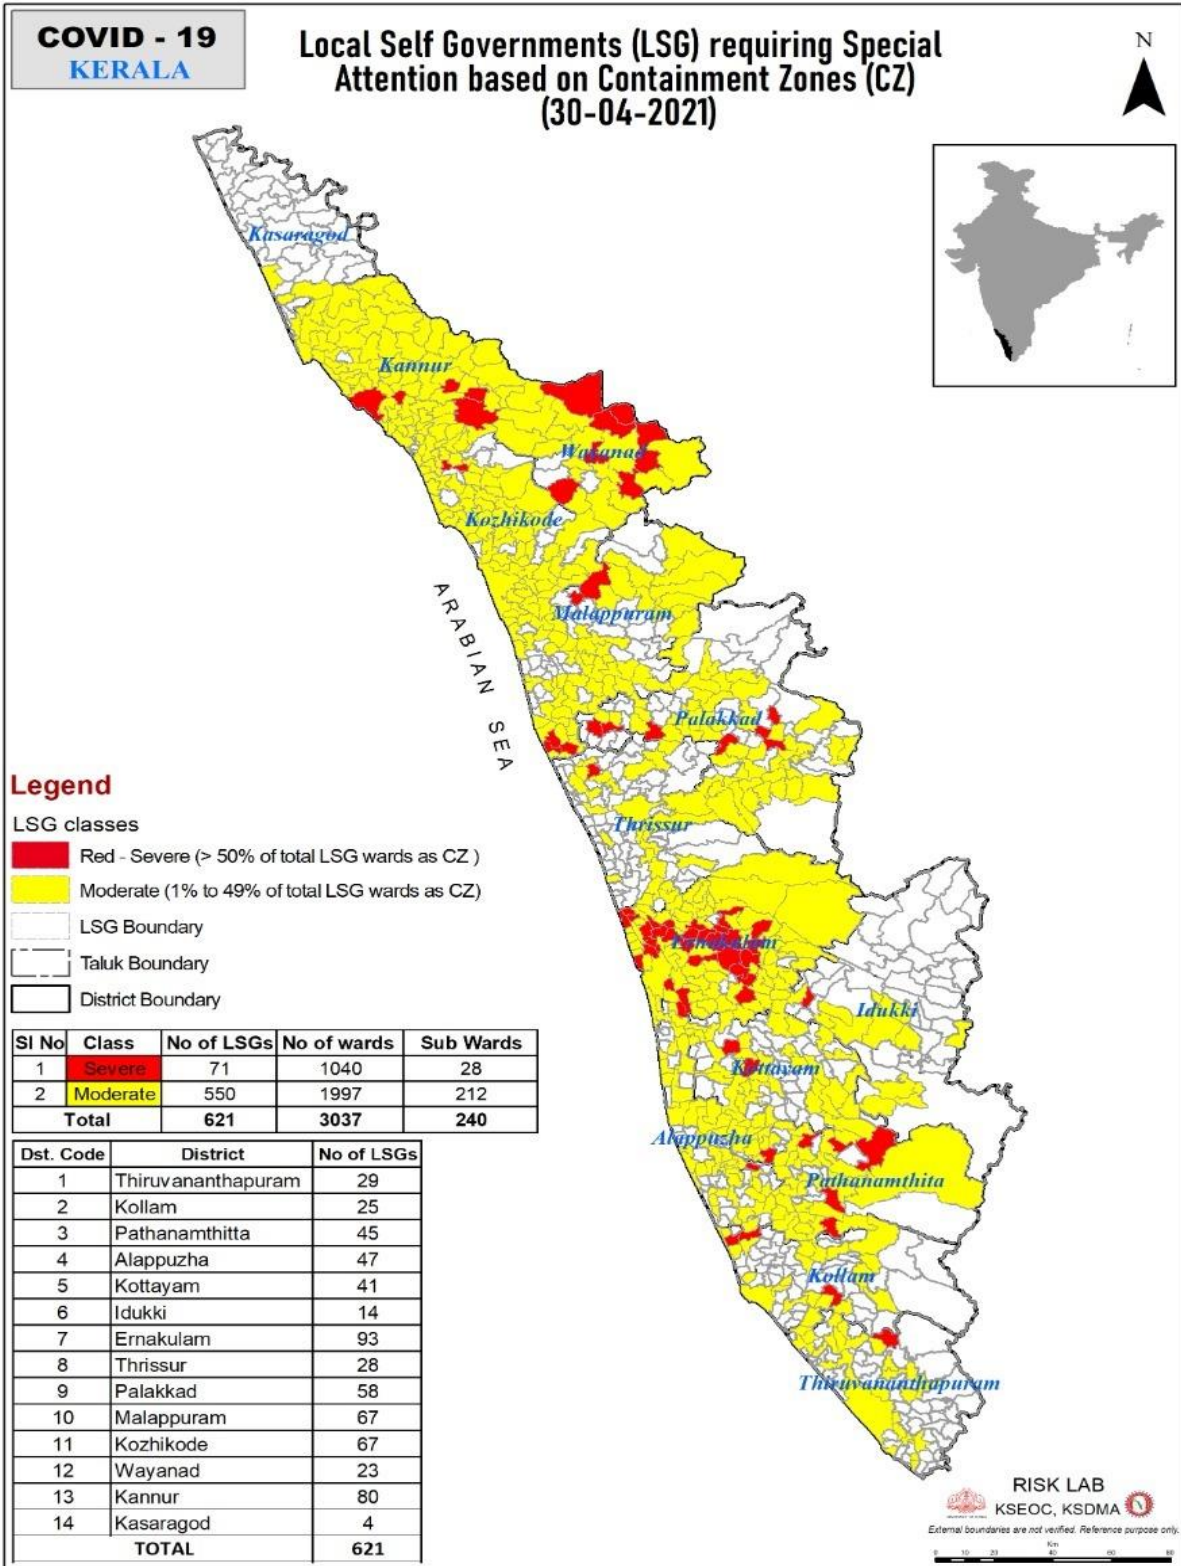 COVID - 19
KERALA
Local Self Governments (LSG) requiring Special
Attention based on Containment Zones (CZ)
(30-04-2021)
N
Kasaragod
Kannur
Wayanad
Kozhikode
Malappuram
ARABIAN SEA
Palakkad
Thrissur
Ernakulam
Idukki
Kottayam
Alappuzha
Pathanamthita
Kollam
Thiruvananthapuram
Legend
LSG classes
Red - Severe (> 50% of total LSG wards as CZ )
Moderate (1% to 49% of total LSG wards as CZ)
LSG Boundary
Taluk Boundary
District Boundary
Sl No Class No of LSGs No of wards Sub Wards
1 Severe 71 1040 28
2 Moderate 550 1997 212
Total 621 3037 240
Dst. Code District No of LSGs
1 Thiruvananthapuram 29
2 Kollam 25
3 Pathanamthitta 45
4 Alappuzha 47
5 Kottayam 41
6 Idukki 14
7 Ernakulam 93
8 Thrissur 28
9 Palakkad 58
10 Malappuram 67
11 Kozhikode 67
12 Wayanad 23
13 Kannur 80
14 Kasaragod 4
TOTAL 621
RISK LAB
KSEOC, KSDMA
External boundaries are not verified. Reference purpose only.
Km
0 10 20 40 60 80